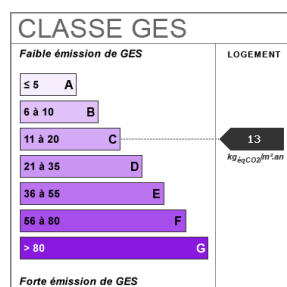 CLASSE GES
Faible émission de GES
LOGEMENT
≤ 5 A
6 à 10 B
11 à 20 C
13
kgéqCO2/m².an
21 à 35 D
36 à 55 E
56 à 80 F
> 80 G
Forte émission de GES